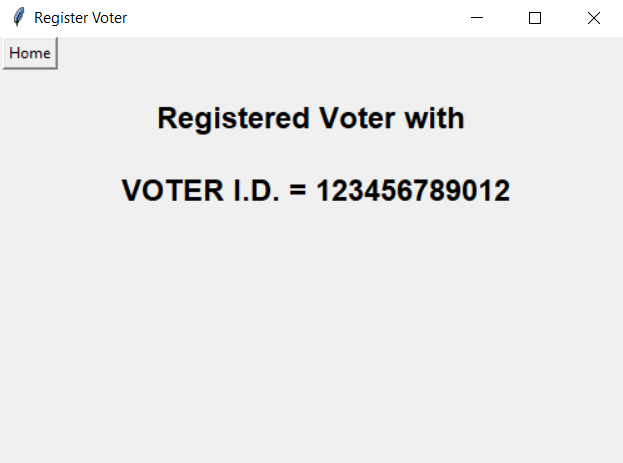 Register Voter
Home
Registered Voter with
VOTER I.D. = 123456789012